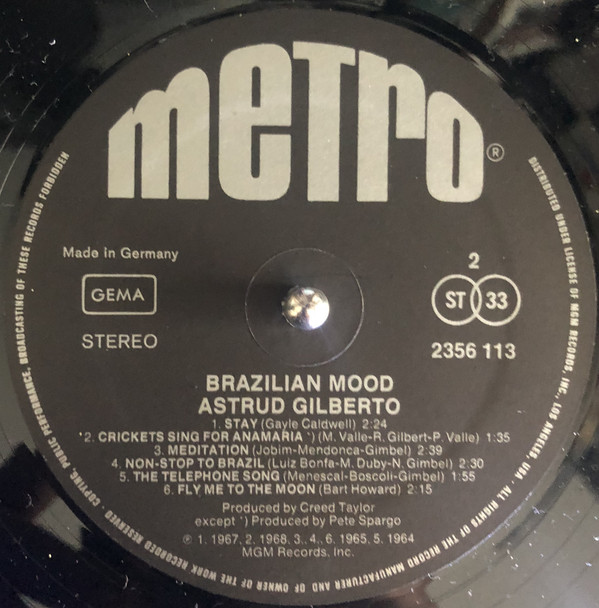 metro ®
Made in Germany
GEMA
STEREO
2
ST 33
2356 113
BRAZILIAN MOOD
ASTRUD GILBERTO
1. STAY (Gayle Caldwell) 2:24
*2. CRICKETS SING FOR ANAMARIA *) (M. Valle-R. Gilbert-P. Valle) 1:35
3. MEDITATION (Jobim-Mendonca-Gimbel) 2:39
4. NON-STOP TO BRAZIL (Luiz Bonfa-M. Duby-N. Gimbel) 2:30
5. THE TELEPHONE SONG (Menescal-Boscoli-Gimbel) 1:55
6. FLY ME TO THE MOON (Bart Howard) 2:15
Produced by Creed Taylor
except *) Produced by Pete Spargo
℗ 1. 1967, 2. 1968, 3., 4., 6. 1965, 5. 1964
MGM Records, Inc.
DISTRIBUTED UNDER LICENSE OF MGM RECORDS, INC., LOS ANGELES, USA · ALL RIGHTS OF THE RECORD MANUFACTURER AND OF OWNER OF THE WORK RECORDED RESERVED · COPYING, PUBLIC PERFORMANCE, BROADCASTING OF THESE RECORDS FORBIDDEN